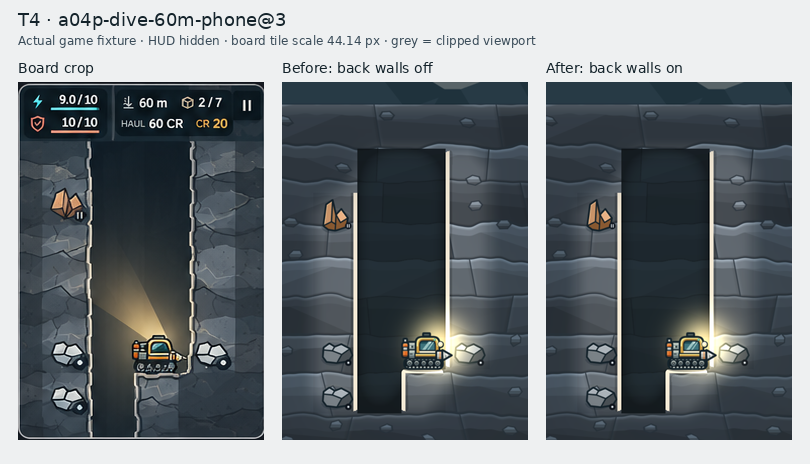 T4 · a04p-dive-60m-phone@3
Actual game fixture · HUD hidden · board tile scale 44.14 px · grey = clipped viewport
Board crop
Before: back walls off
After: back walls on
9.0/10
60 m
2/7
10/10
HAUL 60 CR
CR 20